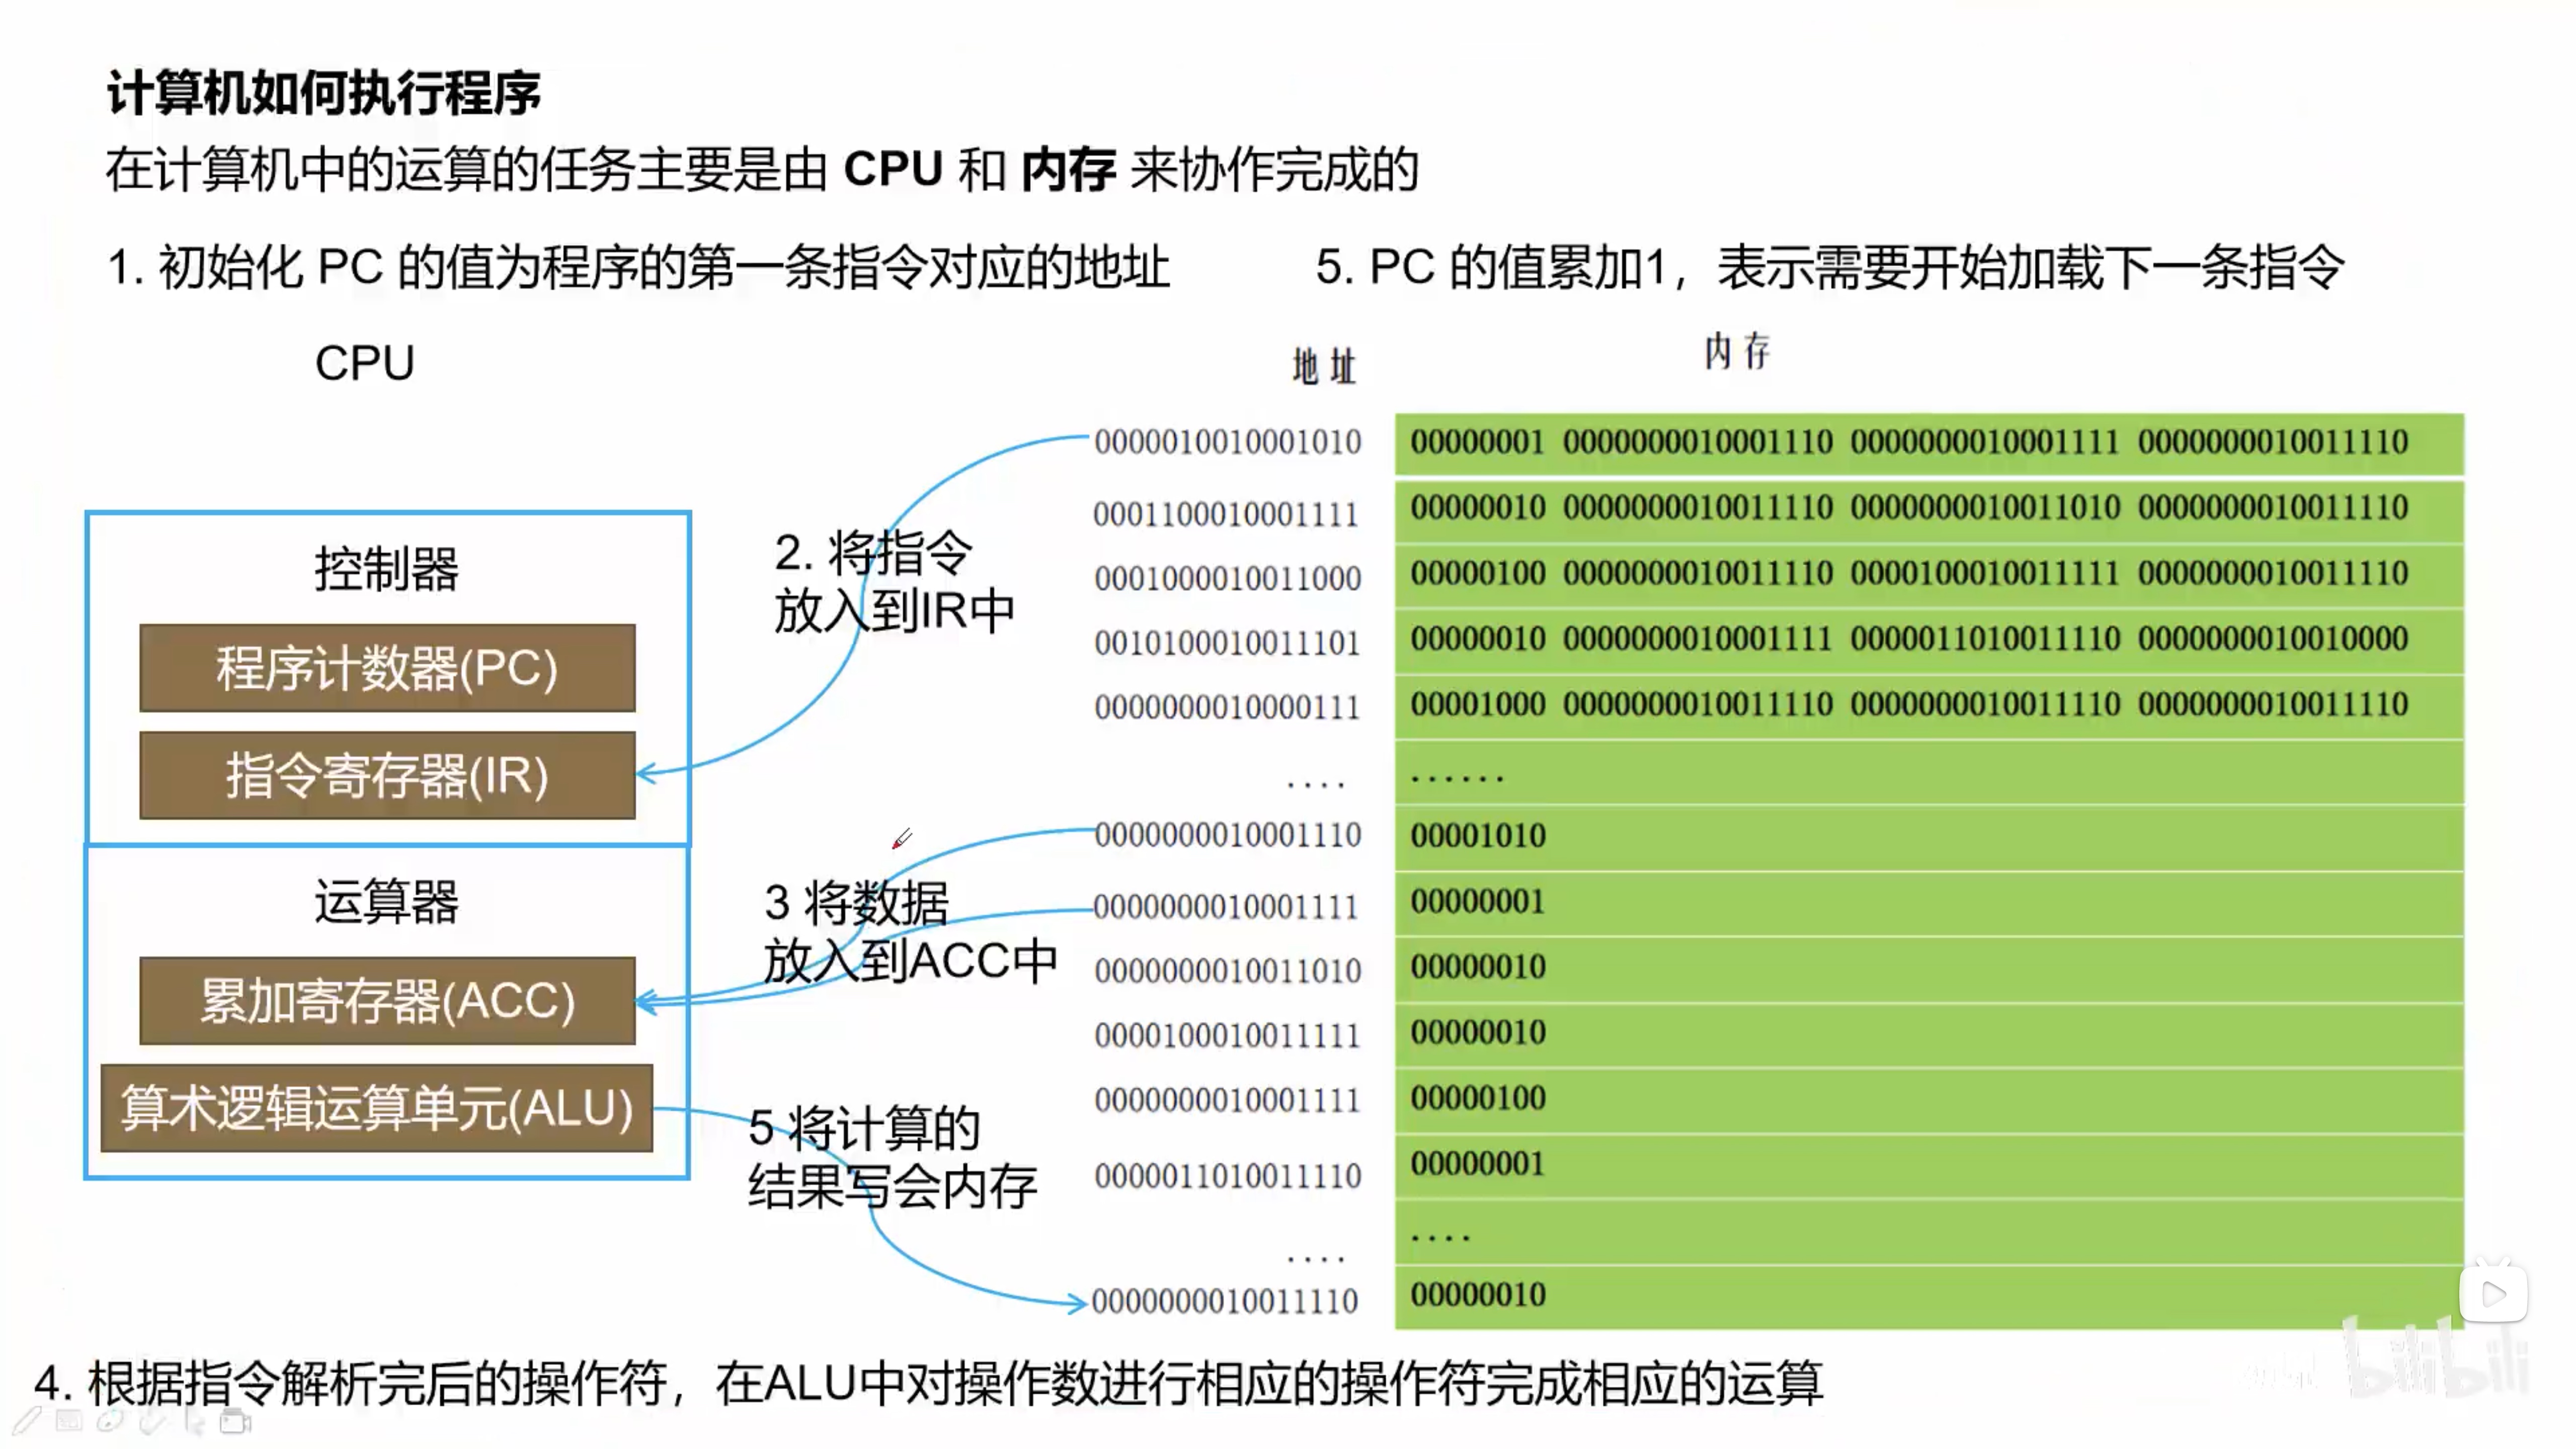 计算机如何执行程序
在计算机中的运算的任务主要是由 CPU 和 内存 来协作完成的
1. 初始化 PC 的值为程序的第一条指令对应的地址
5. PC 的值累加1，表示需要开始加载下一条指令
CPU
控制器
程序计数器(PC)
指令寄存器(IR)
运算器
累加寄存器(ACC)
算术逻辑运算单元(ALU)
2. 将指令
放入到IR中
3 将数据
放入到ACC中
5 将计算的
结果写会内存
地址
内存
0000010010001010 00000001 0000000010001110 0000000010001111 0000000010011110
0001100010001111 00000010 0000000010011110 0000000010011010 0000000010011110
0001000010011000 00000100 0000000010011110 0000100010011111 0000000010011110
0010100010011101 00000010 0000000010001111 0000011010011110 0000000010010000
0000000010000111 00001000 0000000010011110 0000000010011110 0000000010011110
.... ......
0000000010001110 00001010
0000000010001111 00000001
0000000010011010 00000010
0000100010011111 00000010
0000000010001111 00000100
0000011010011110 00000001
.... ....
0000000010011110 00000010
4. 根据指令解析完后的操作符，在ALU中对操作数进行相应的操作符完成相应的运算
bilibili